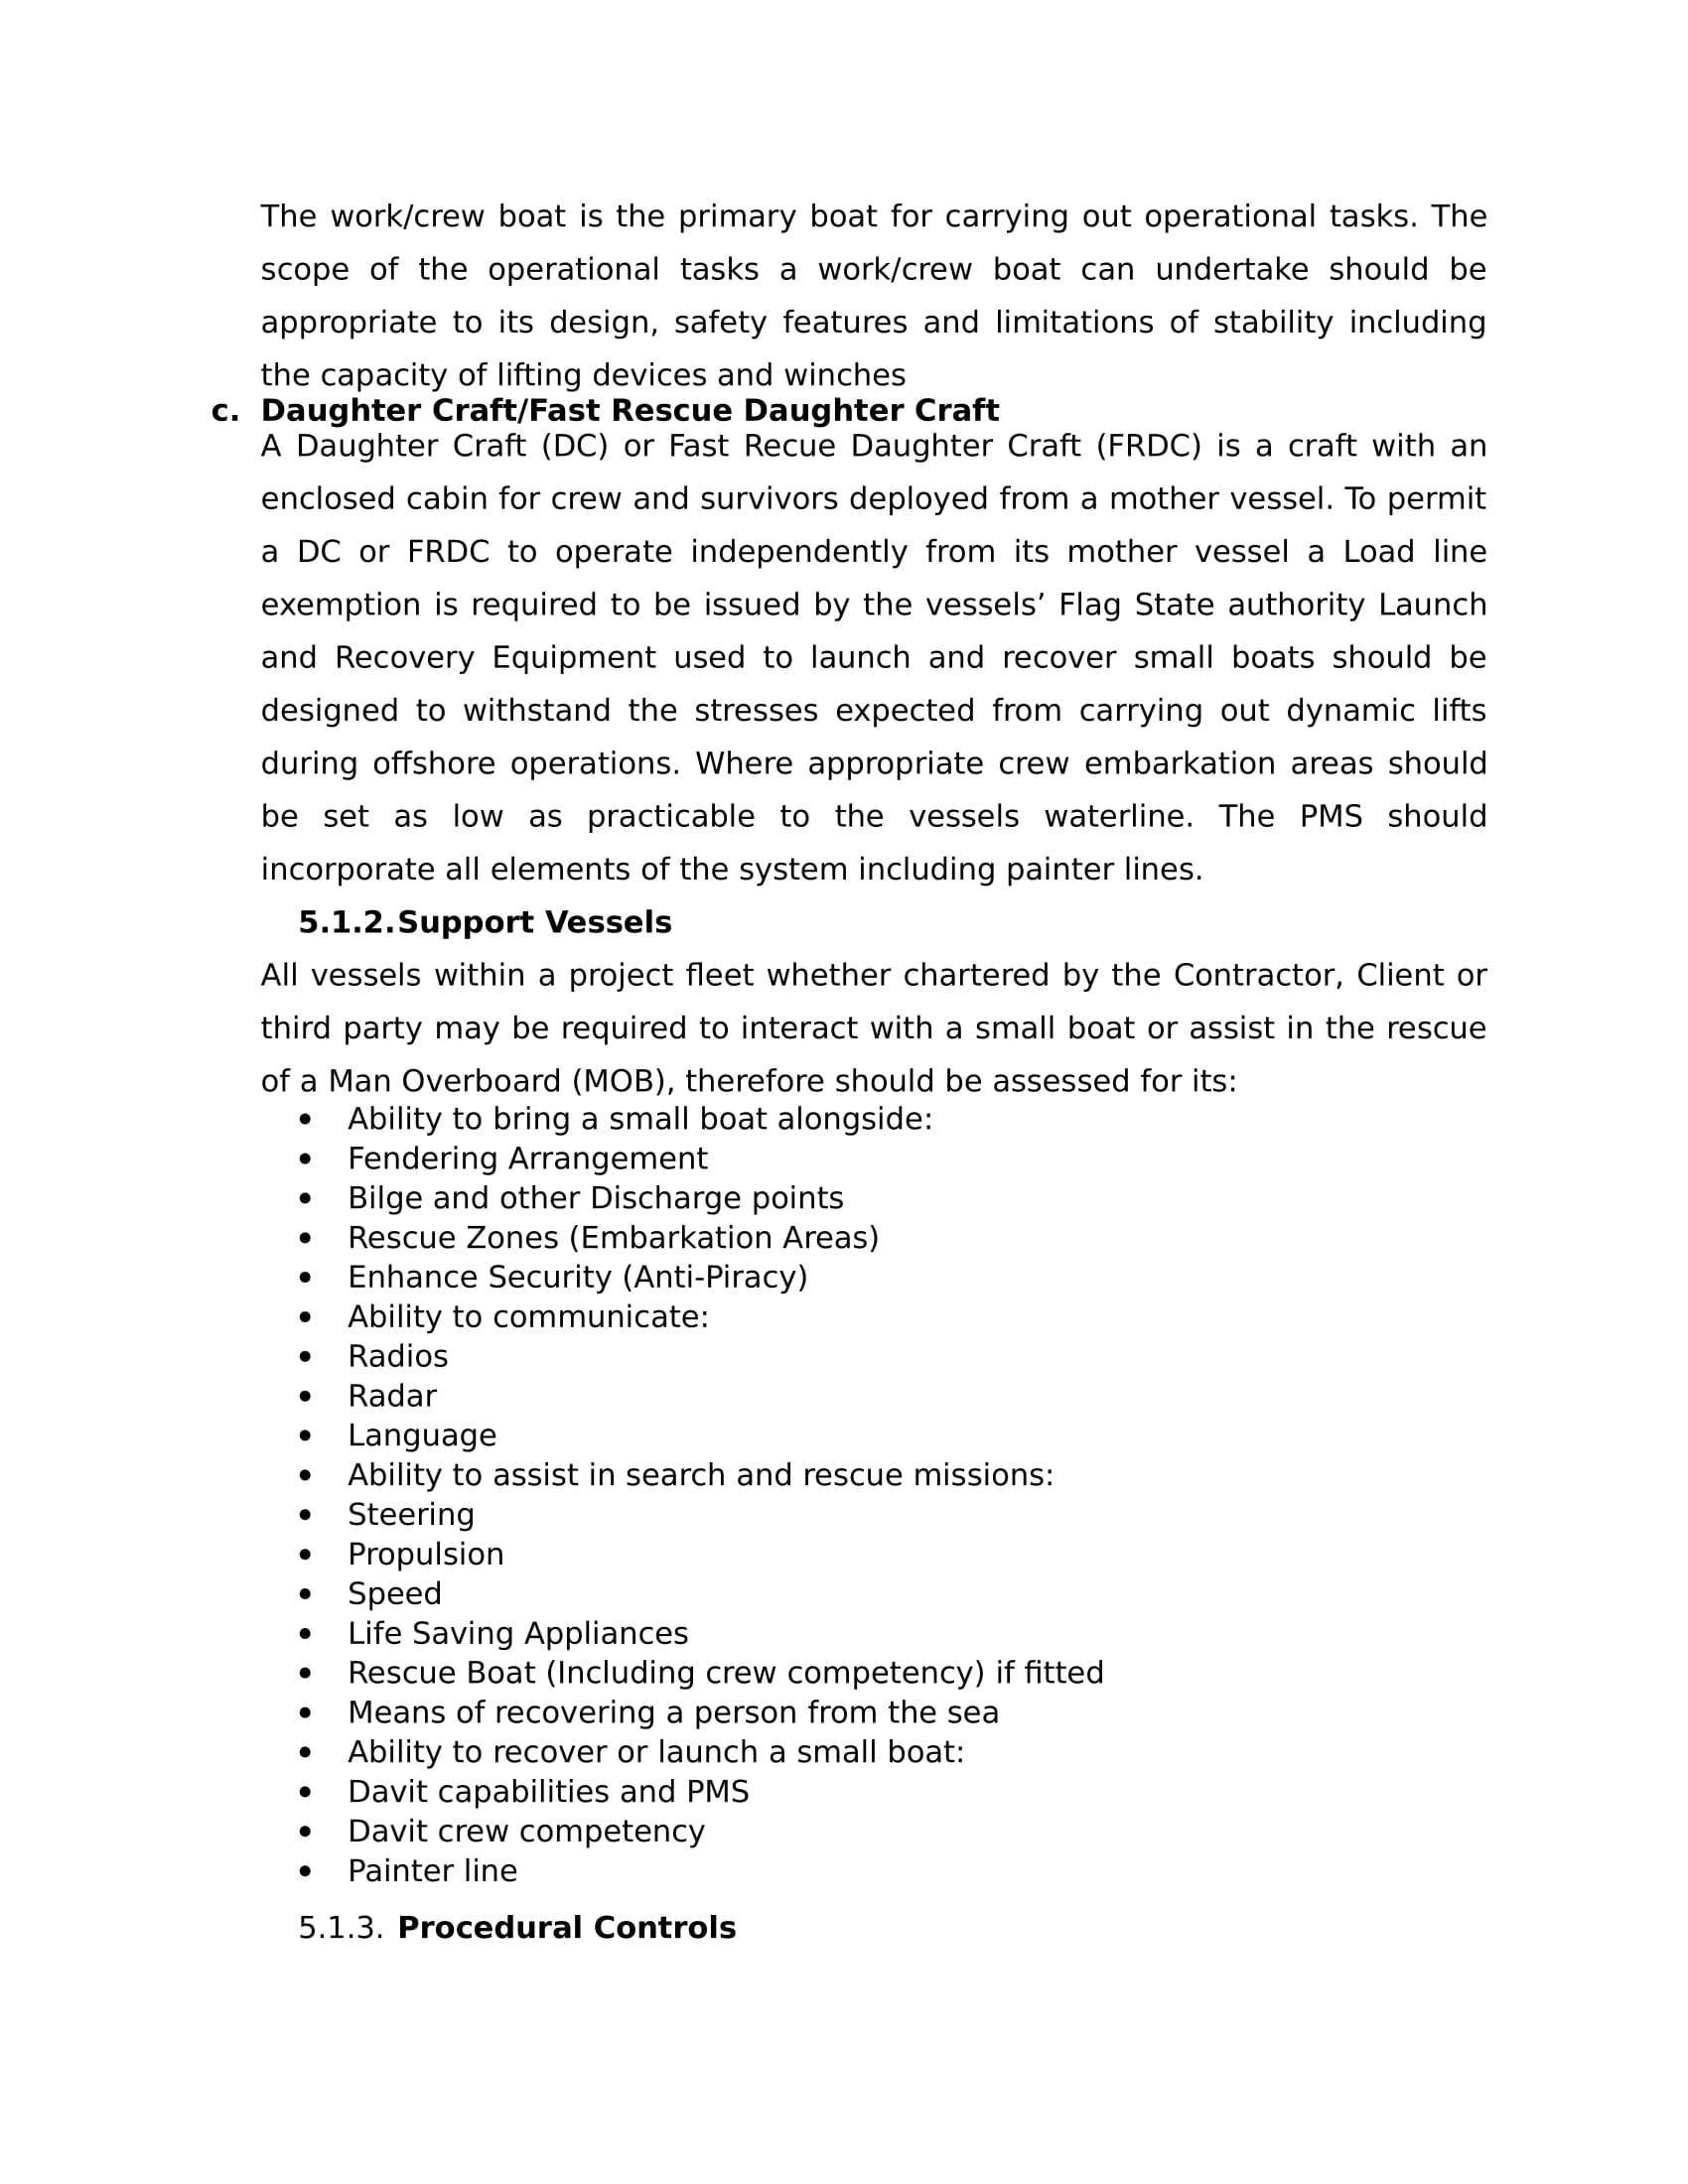 The work/crew boat is the primary boat for carrying out operational tasks. The
scope of the operational tasks a work/crew boat can undertake should be
appropriate to its design, safety features and limitations of stability including
the capacity of lifting devices and winches
c. Daughter Craft/Fast Rescue Daughter Craft
A Daughter Craft (DC) or Fast Recue Daughter Craft (FRDC) is a craft with an
enclosed cabin for crew and survivors deployed from a mother vessel. To permit
a DC or FRDC to operate independently from its mother vessel a Load line
exemption is required to be issued by the vessels’ Flag State authority Launch
and Recovery Equipment used to launch and recover small boats should be
designed to withstand the stresses expected from carrying out dynamic lifts
during offshore operations. Where appropriate crew embarkation areas should
be set as low as practicable to the vessels waterline. The PMS should
incorporate all elements of the system including painter lines.
5.1.2. Support Vessels
All vessels within a project fleet whether chartered by the Contractor, Client or
third party may be required to interact with a small boat or assist in the rescue
of a Man Overboard (MOB), therefore should be assessed for its:
• Ability to bring a small boat alongside:
• Fendering Arrangement
• Bilge and other Discharge points
• Rescue Zones (Embarkation Areas)
• Enhance Security (Anti-Piracy)
• Ability to communicate:
• Radios
• Radar
• Language
• Ability to assist in search and rescue missions:
• Steering
• Propulsion
• Speed
• Life Saving Appliances
• Rescue Boat (Including crew competency) if fitted
• Means of recovering a person from the sea
• Ability to recover or launch a small boat:
• Davit capabilities and PMS
• Davit crew competency
• Painter line
5.1.3. Procedural Controls